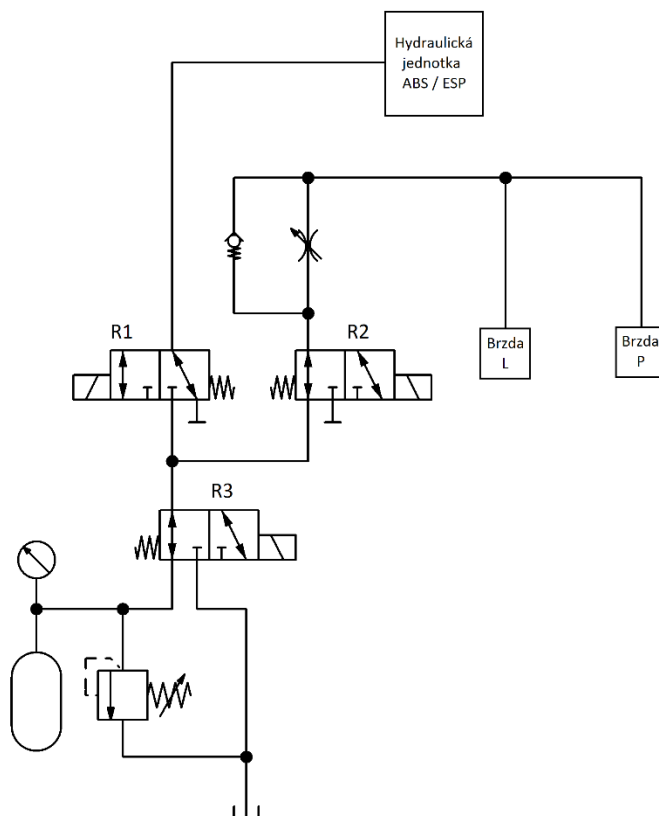 Hydraulická
jednotka
ABS / ESP
R1
R2
Brzda
L
Brzda
P
R3